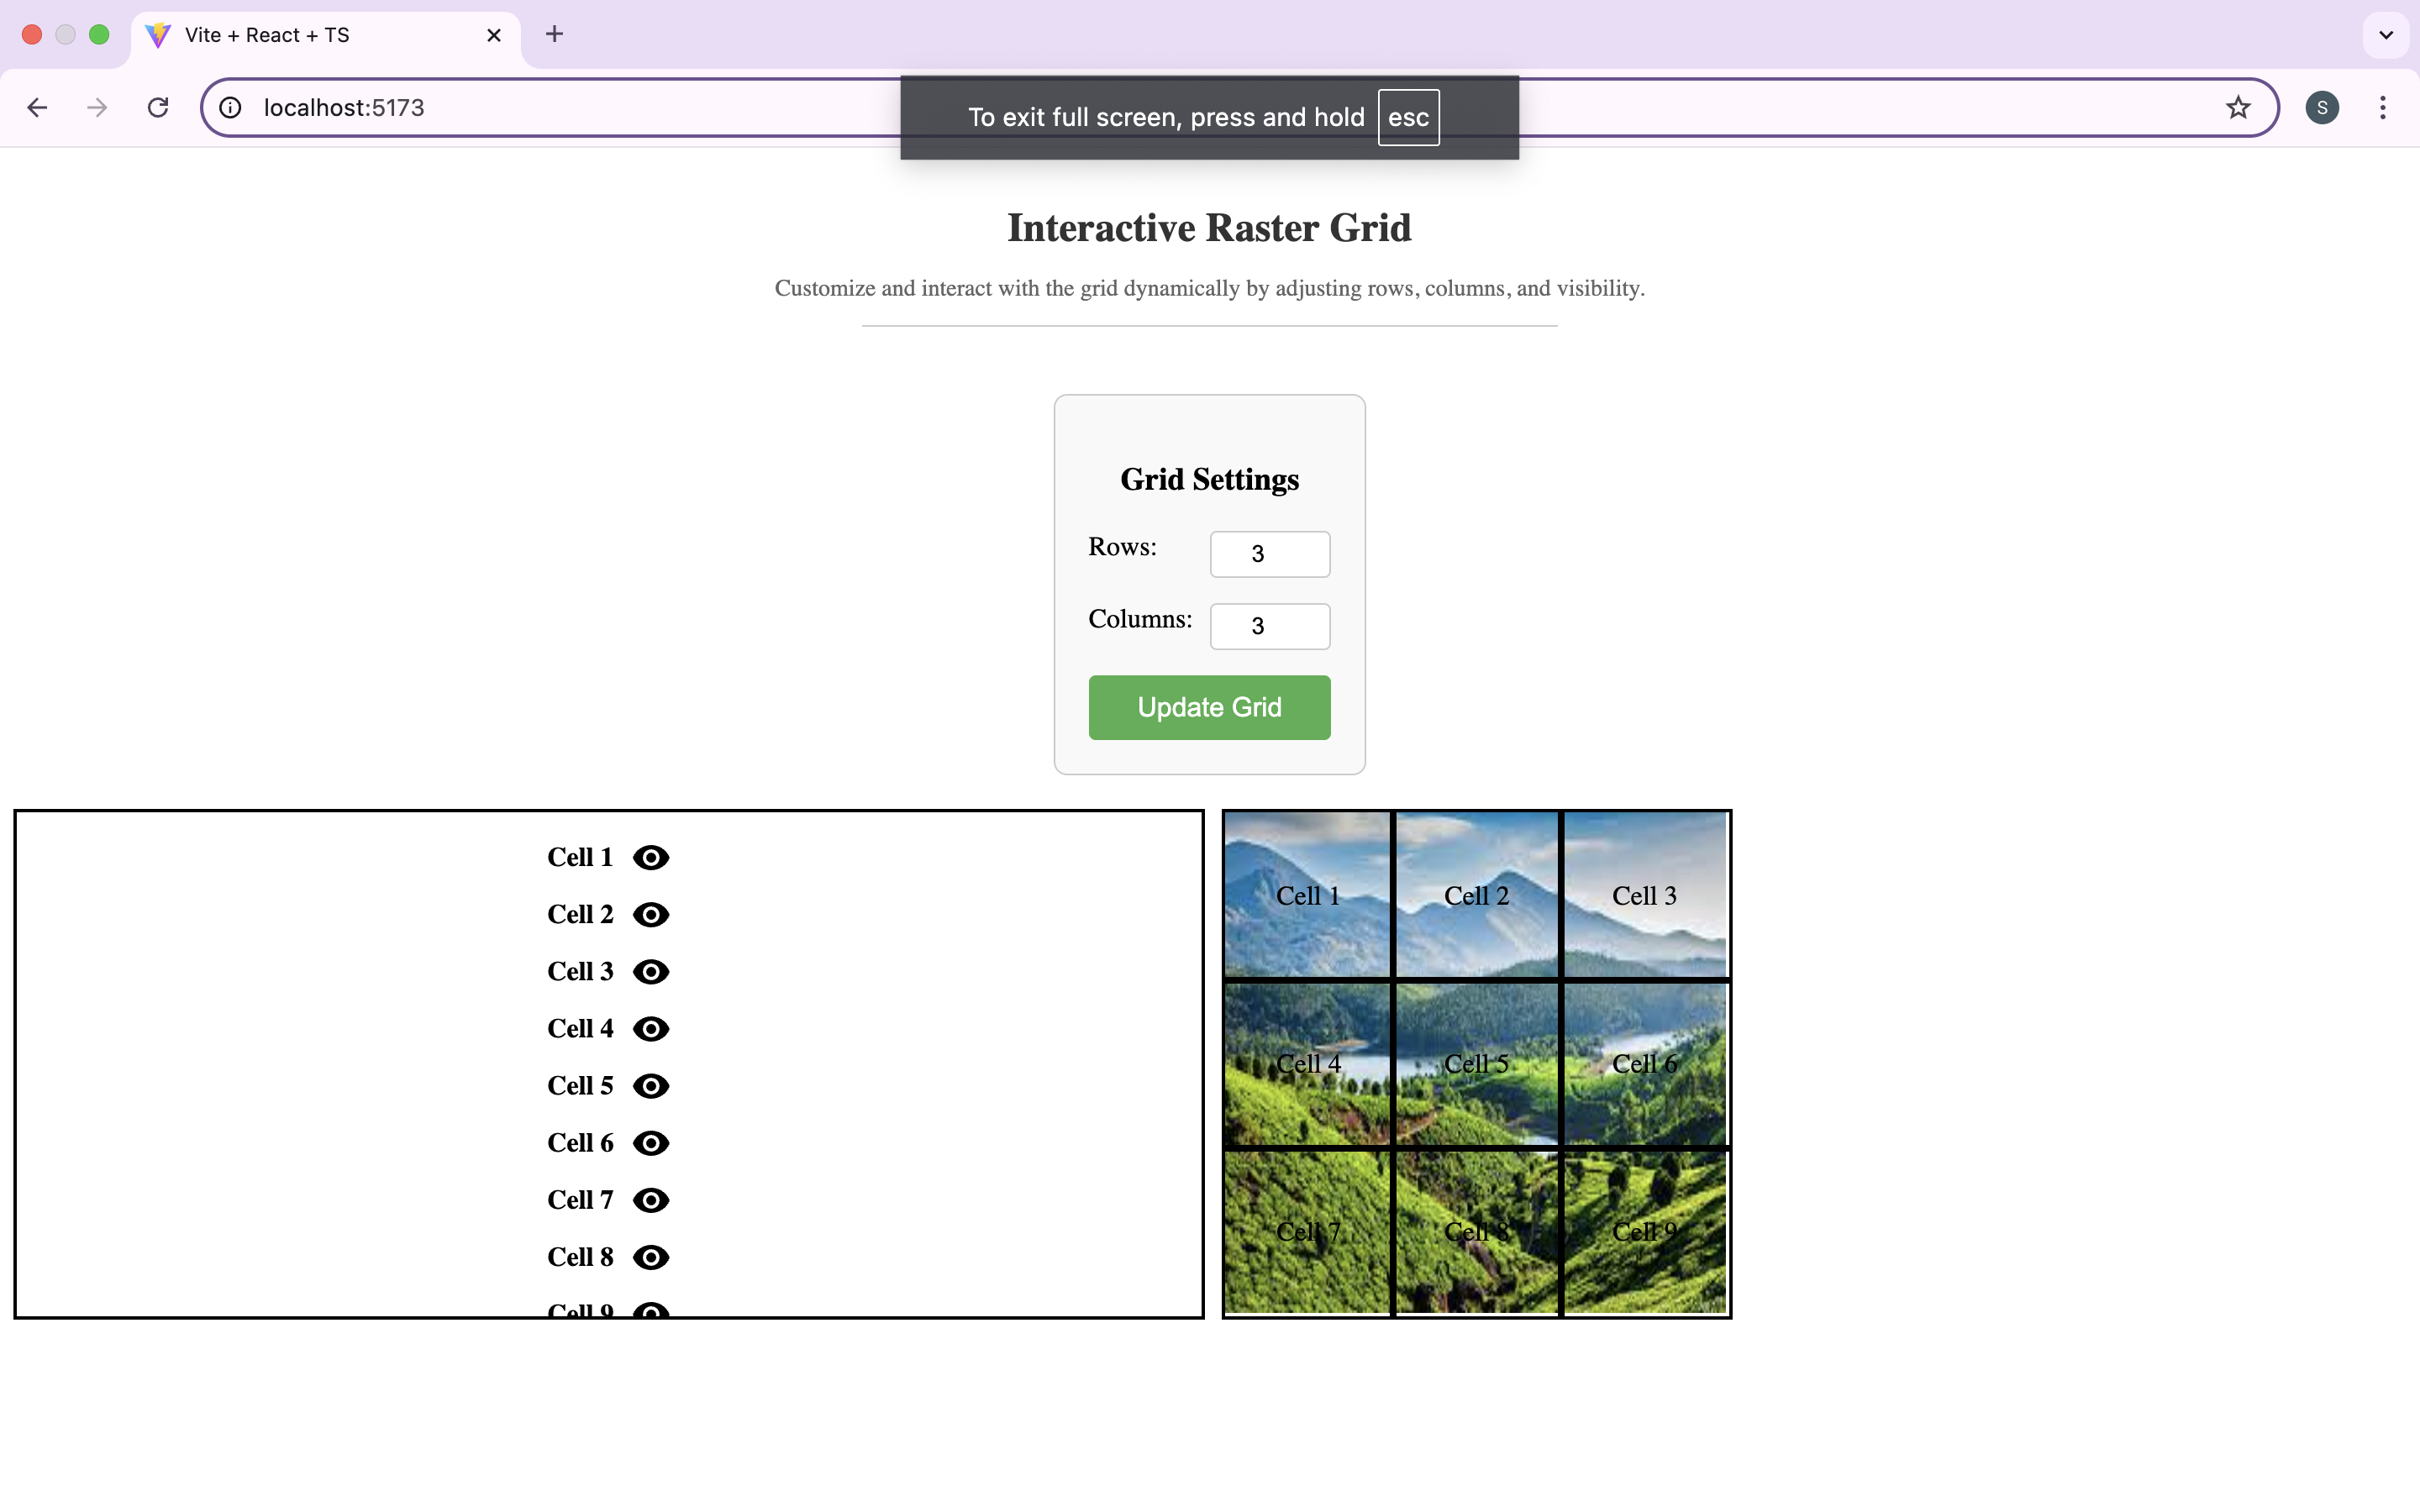 Vite + React + TS
localhost:5173
S
To exit full screen, press and hold esc
Interactive Raster Grid
Customize and interact with the grid dynamically by adjusting rows, columns, and visibility.
Grid Settings
Rows: 3
Columns: 3
Update Grid
Cell 1
Cell 2
Cell 3
Cell 4
Cell 5
Cell 6
Cell 7
Cell 8
Cell 9
Cell 1 Cell 2 Cell 3
Cell 4 Cell 5 Cell 6
Cell 7 Cell 8 Cell 9